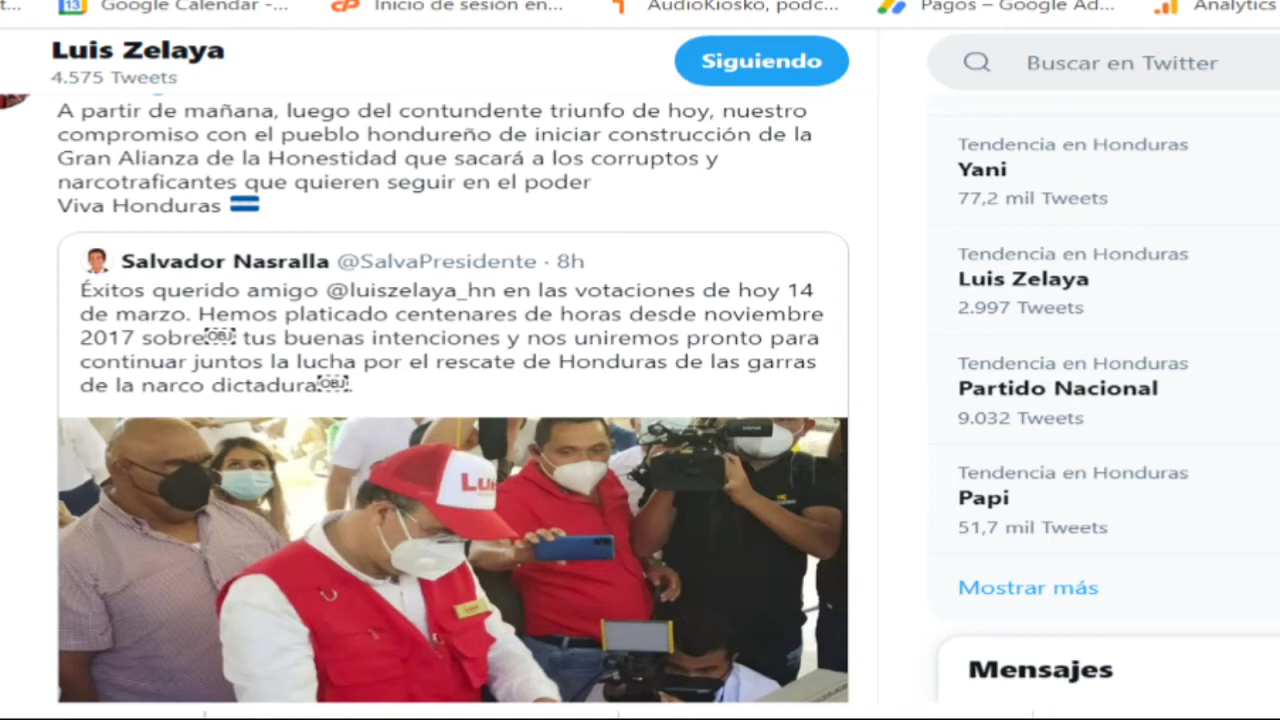 Google Calendar -...
Inicio de sesión en...
AudioKiosko, podc...
Pagos – Google Ad...
Analytics
Luis Zelaya
4.575 Tweets
Siguiendo
Buscar en Twitter
A partir de mañana, luego del contundente triunfo de hoy, nuestro
compromiso con el pueblo hondureño de iniciar construcción de la
Gran Alianza de la Honestidad que sacará a los corruptos y
narcotraficantes que quieren seguir en el poder
Viva Honduras
Salvador Nasralla @SalvaPresidente · 8h
Éxitos querido amigo @luiszelaya_hn en las votaciones de hoy 14
de marzo. Hemos platicado centenares de horas desde noviembre
2017 sobre OBJ tus buenas intenciones y nos uniremos pronto para
continuar juntos la lucha por el rescate de Honduras de las garras
de la narco dictadura OBJ.
Tendencia en Honduras
Yani
77,2 mil Tweets
Tendencia en Honduras
Luis Zelaya
2.997 Tweets
Tendencia en Honduras
Partido Nacional
9.032 Tweets
Tendencia en Honduras
Papi
51,7 mil Tweets
Mostrar más
Mensajes